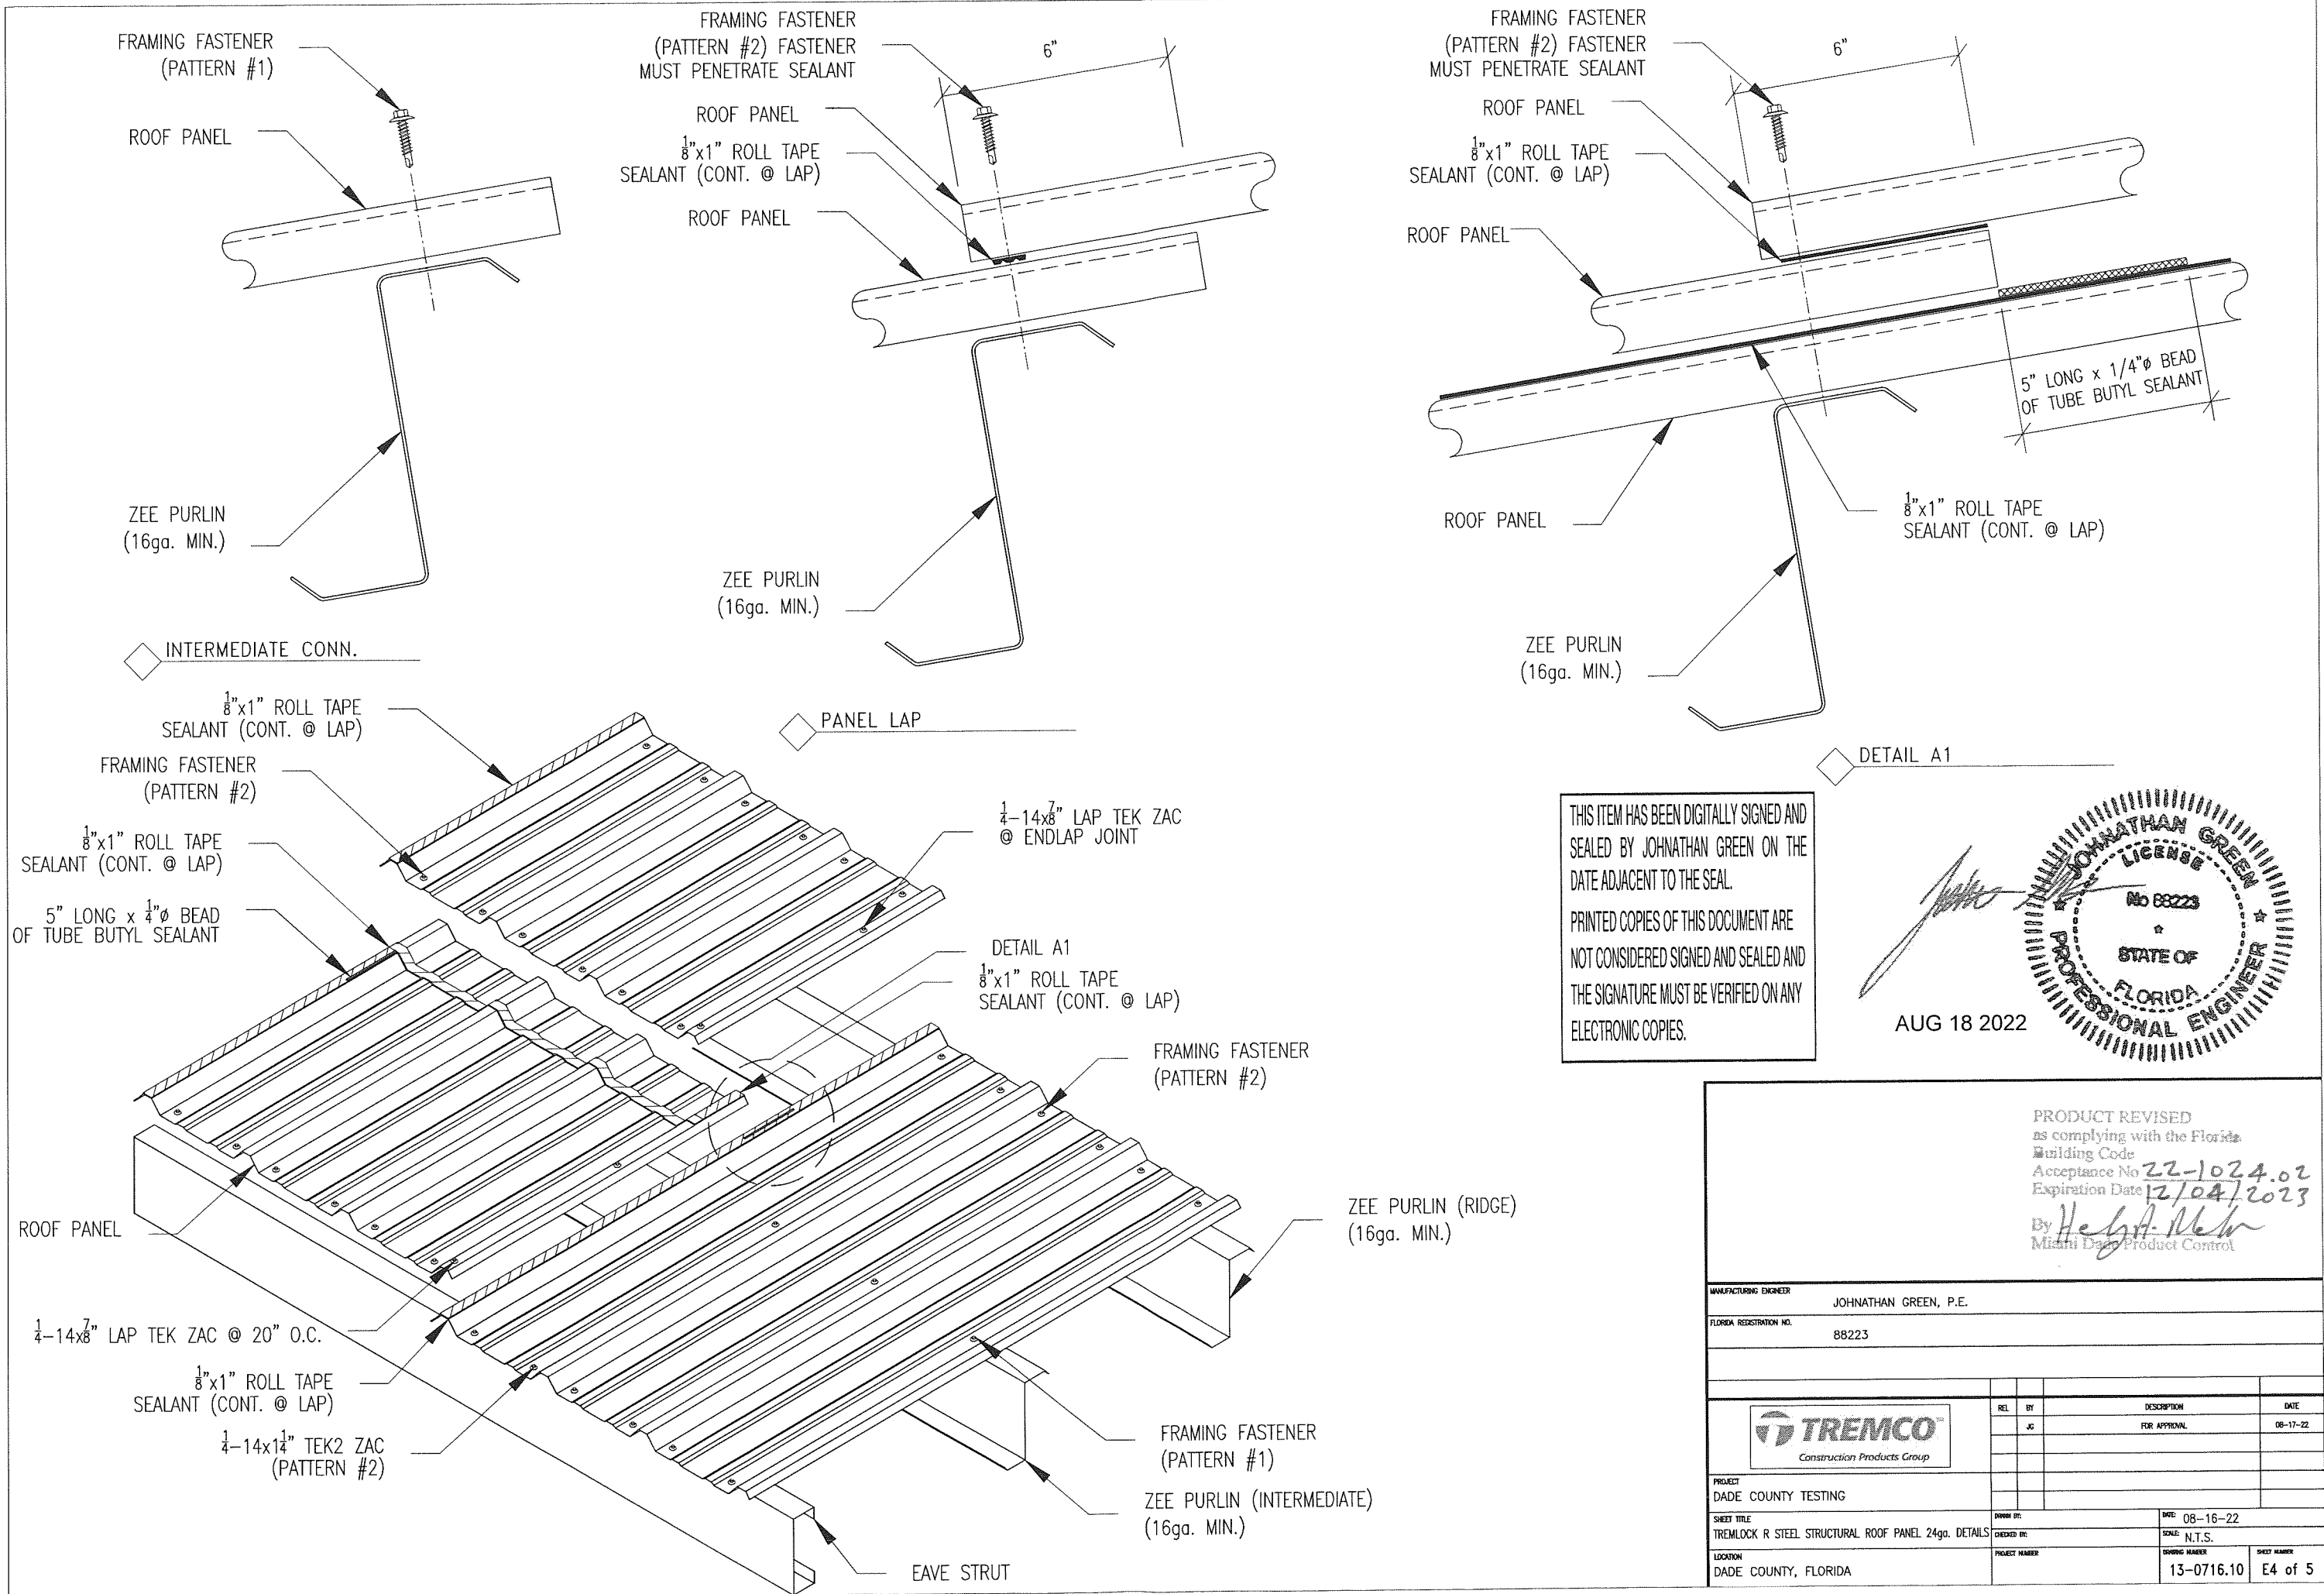 FRAMING FASTENER
(PATTERN #1)
ROOF PANEL
ZEE PURLIN
(16ga. MIN.)
INTERMEDIATE CONN.
FRAMING FASTENER
(PATTERN #2) FASTENER
MUST PENETRATE SEALANT
6"
ROOF PANEL
1/8"x1" ROLL TAPE
SEALANT (CONT. @ LAP)
ROOF PANEL
ZEE PURLIN
(16ga. MIN.)
PANEL LAP
FRAMING FASTENER
(PATTERN #2) FASTENER
MUST PENETRATE SEALANT
6"
ROOF PANEL
1/8"x1" ROLL TAPE
SEALANT (CONT. @ LAP)
ROOF PANEL
5" LONG x 1/4"ø BEAD
OF TUBE BUTYL SEALANT
ROOF PANEL
1/8"x1" ROLL TAPE
SEALANT (CONT. @ LAP)
ZEE PURLIN
(16ga. MIN.)
DETAIL A1
1/8"x1" ROLL TAPE
SEALANT (CONT. @ LAP)
FRAMING FASTENER
(PATTERN #2)
1/8"x1" ROLL TAPE
SEALANT (CONT. @ LAP)
5" LONG x 1/4"ø BEAD
OF TUBE BUTYL SEALANT
1/4-14x7/8" LAP TEK ZAC
@ ENDLAP JOINT
DETAIL A1
1/8"x1" ROLL TAPE
SEALANT (CONT. @ LAP)
FRAMING FASTENER
(PATTERN #2)
ZEE PURLIN (RIDGE)
(16ga. MIN.)
ROOF PANEL
1/4-14x7/8" LAP TEK ZAC @ 20" O.C.
1/8"x1" ROLL TAPE
SEALANT (CONT. @ LAP)
1/4-14x1 1/4" TEK2 ZAC
(PATTERN #2)
FRAMING FASTENER
(PATTERN #1)
ZEE PURLIN (INTERMEDIATE)
(16ga. MIN.)
EAVE STRUT
THIS ITEM HAS BEEN DIGITALLY SIGNED AND
SEALED BY JOHNATHAN GREEN ON THE
DATE ADJACENT TO THE SEAL.
PRINTED COPIES OF THIS DOCUMENT ARE
NOT CONSIDERED SIGNED AND SEALED AND
THE SIGNATURE MUST BE VERIFIED ON ANY
ELECTRONIC COPIES.
AUG 18 2022
JOHNATHAN GREEN
LICENSE
No 88223
STATE OF
FLORIDA
PROFESSIONAL ENGINEER
PRODUCT REVISED
as complying with the Florida
Building Code
Acceptance No 22-1024.02
Expiration Date 12/04/2023
By
Miami Dade Product Control
MANUFACTURING ENGINEER
JOHNATHAN GREEN, P.E.
FLORIDA REGISTRATION NO.
88223
TREMCO™
Construction Products Group
REL BY DESCRIPTION DATE
JG FOR APPROVAL 08-17-22
PROJECT
DADE COUNTY TESTING
SHEET TITLE
TREMLOCK R STEEL STRUCTURAL ROOF PANEL 24ga. DETAILS
DRAWN BY:
DATE: 08-16-22
CHECKED BY:
SCALE: N.T.S.
LOCATION
DADE COUNTY, FLORIDA
PROJECT NUMBER
DRAWING NUMBER
13-0716.10
SHEET NUMBER
E4 of 5